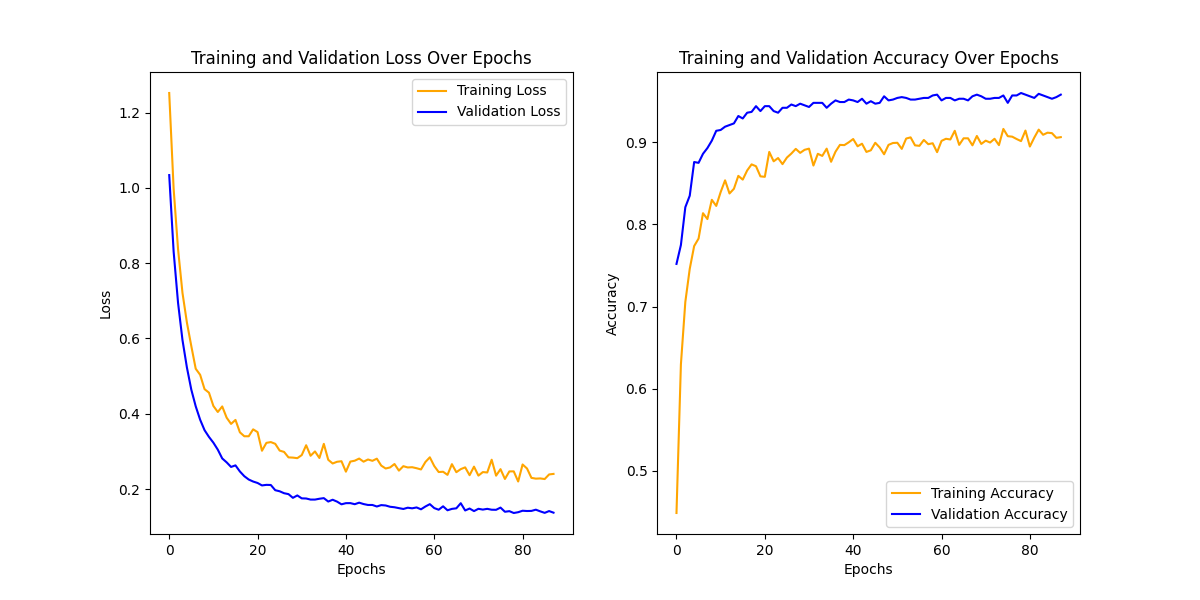 Training and Validation Loss Over Epochs
Training Loss
Validation Loss
1.2
1.0
0.8
0.6
0.4
0.2
Loss
0 20 40 60 80
Epochs
Training and Validation Accuracy Over Epochs
0.9
0.8
0.7
0.6
0.5
Accuracy
Training Accuracy
Validation Accuracy
0 20 40 60 80
Epochs